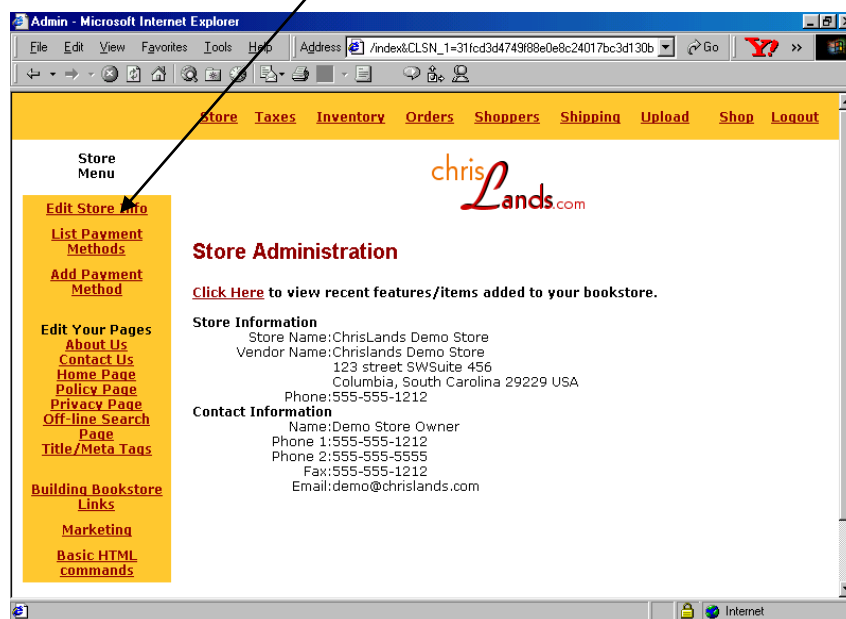 Admin - Microsoft Internet Explorer
File Edit View Favorites Tools Help Address /index&CLSN_1=31fcd3d4749f88e0e8c24017bc3d130b Go Y? »
Store Taxes Inventory Orders Shoppers Shipping Upload Shop Logout
Store
Menu
Edit Store Info
List Payment
Methods
Add Payment
Method
Edit Your Pages
About Us
Contact Us
Home Page
Policy Page
Privacy Page
Off-line Search
Page
Title/Meta Tags
Building Bookstore
Links
Marketing
Basic HTML
commands
chris
Lands.com
Store Administration
Click Here to view recent features/items added to your bookstore.
Store Information
Store Name:ChrisLands Demo Store
Vendor Name:Chrislands Demo Store
123 street SWSuite 456
Columbia, South Carolina 29229 USA
Phone:555-555-1212
Contact Information
Name:Demo Store Owner
Phone 1:555-555-1212
Phone 2:555-555-5555
Fax:555-555-1212
Email:demo@chrislands.com
Internet